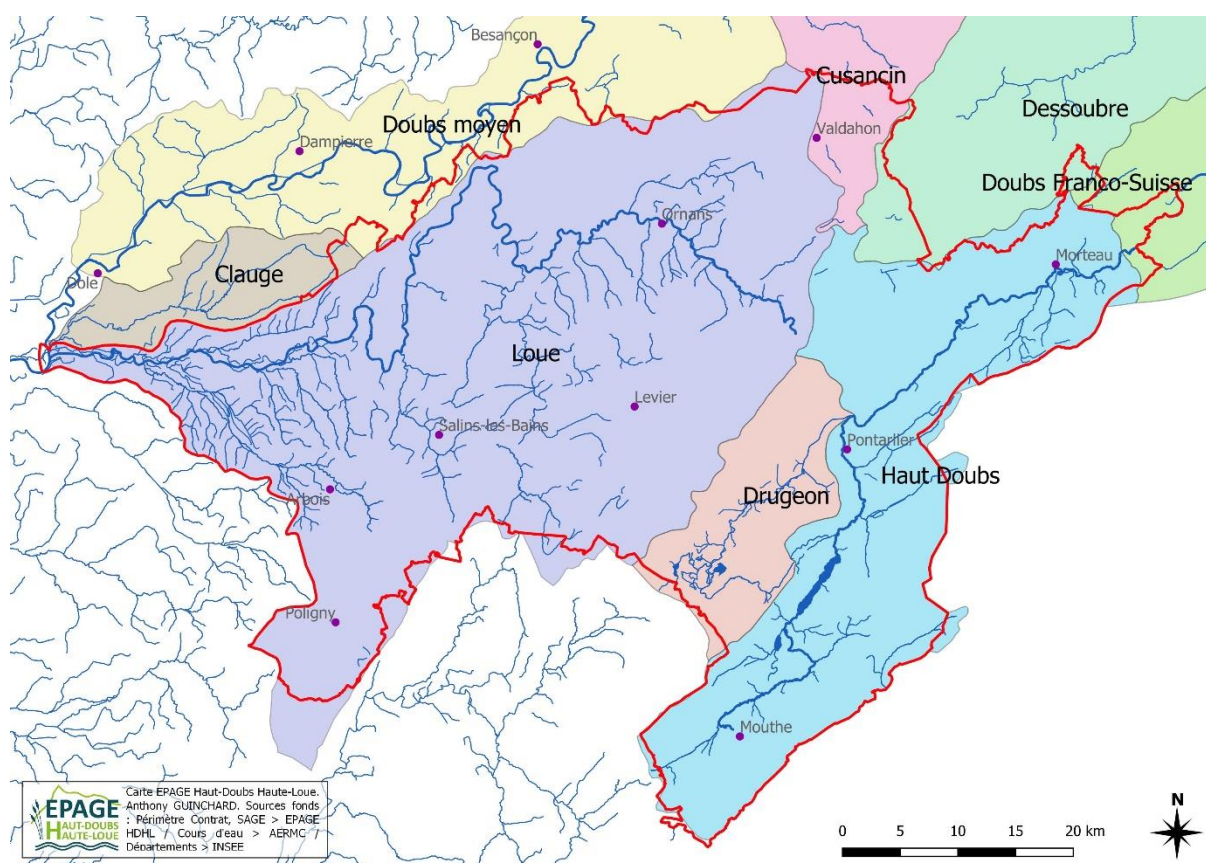 Besançon
Cusancin
Dessoubre
Doubs moyen
Valdahon
Dampierre
Doubs Franco-Suisse
Ornans
Morteau
Clauge
Dole
Loue
Levier
Salins-les-Bains
Pontarlier
Haut Doubs
Arbois
Drugeon
Poligny
Mouthe
EPAGE
HAUT-DOUBS
HAUTE-LOUE
Carte EPAGE Haut-Doubs Haute-Loue.
Anthony GUINCHARD. Sources fonds
: Périmètre Contrat, SAGE > EPAGE
HDHL / Cours d'eau > AERMC /
Départements > INSEE
N
0 5 10 15 20 km